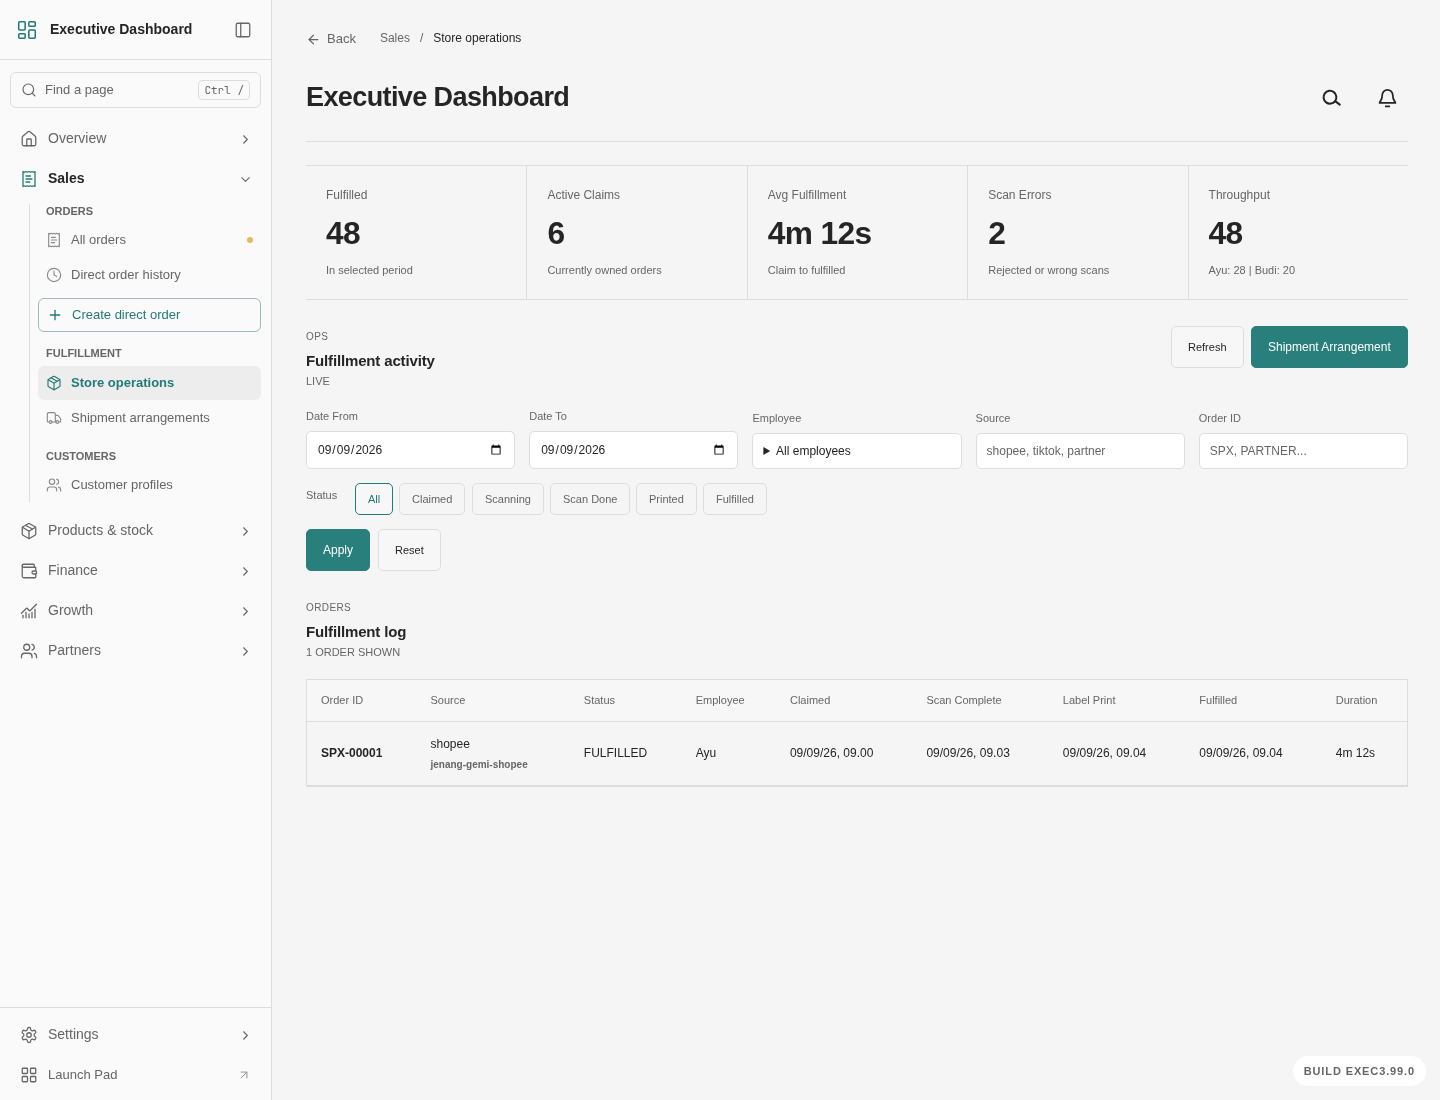 Executive Dashboard
Find a page
Ctrl /
Overview
Sales
ORDERS
All orders
Direct order history
Create direct order
FULFILLMENT
Store operations
Shipment arrangements
CUSTOMERS
Customer profiles
Products & stock
Finance
Growth
Partners
Settings
Launch Pad
Back
Sales / Store operations
Executive Dashboard
Fulfilled
48
In selected period
Active Claims
6
Currently owned orders
Avg Fulfillment
4m 12s
Claim to fulfilled
Scan Errors
2
Rejected or wrong scans
Throughput
48
Ayu: 28 | Budi: 20
OPS
Fulfillment activity
LIVE
Refresh
Shipment Arrangement
Date From
09/09/2026
Date To
09/09/2026
Employee
All employees
Source
shopee, tiktok, partner
Order ID
SPX, PARTNER...
Status
All
Claimed
Scanning
Scan Done
Printed
Fulfilled
Apply
Reset
ORDERS
Fulfillment log
1 ORDER SHOWN
Order ID Source Status Employee Claimed Scan Complete Label Print Fulfilled Duration
SPX-00001 shopee FULFILLED Ayu 09/09/26, 09.00 09/09/26, 09.03 09/09/26, 09.04 09/09/26, 09.04 4m 12s
jenang-gemi-shopee
BUILD EXEC3.99.0